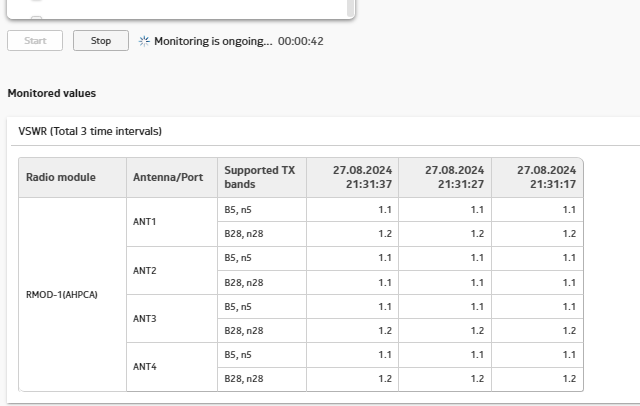 Start Stop Monitoring is ongoing... 00:00:42
Monitored values
VSWR (Total 3 time intervals)
Radio module Antenna/Port Supported TX bands 27.08.2024 21:31:37 27.08.2024 21:31:27 27.08.2024 21:31:17
RMOD-1(AHPCA)
ANT1
B5, n5 1.1 1.1 1.1
B28, n28 1.2 1.2 1.2
ANT2
B5, n5 1.1 1.1 1.1
B28, n28 1.1 1.1 1.1
ANT3
B5, n5 1.1 1.1 1.1
B28, n28 1.2 1.2 1.2
ANT4
B5, n5 1.1 1.1 1.1
B28, n28 1.2 1.2 1.2